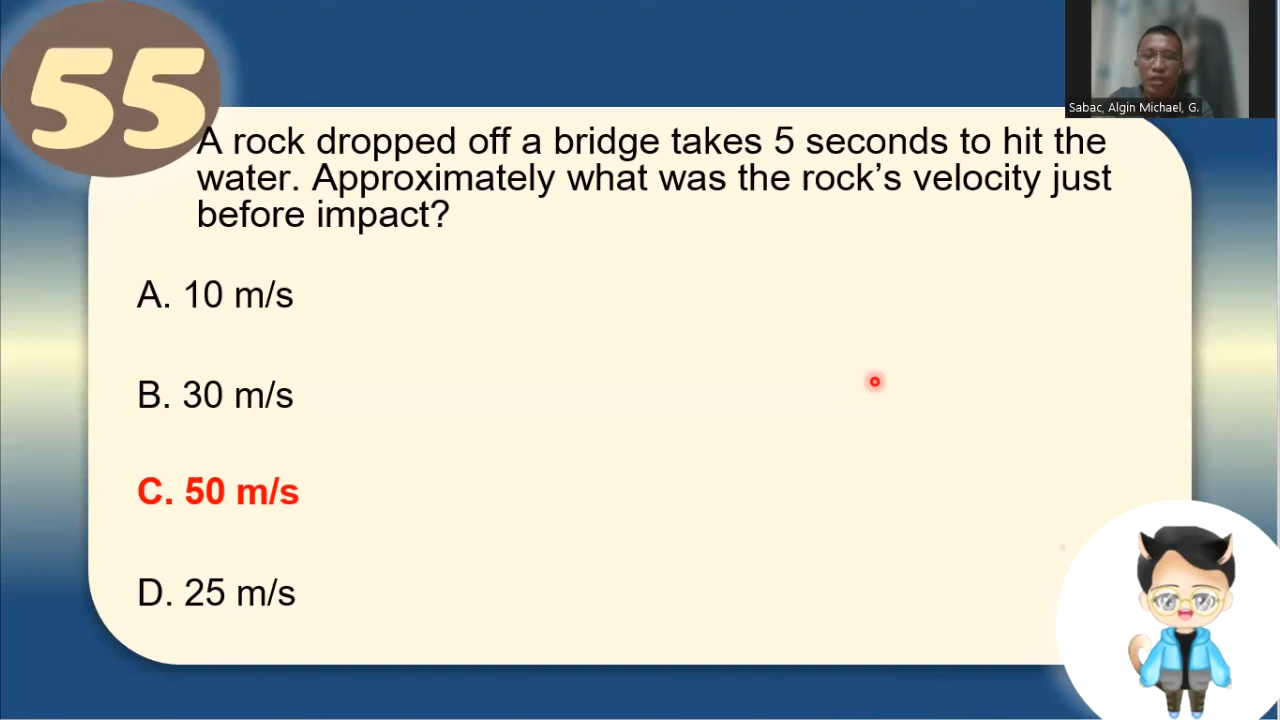 55
Sabac, Algin Michael, G.
A rock dropped off a bridge takes 5 seconds to hit the
water. Approximately what was the rock’s velocity just
before impact?
A. 10 m/s
B. 30 m/s
C. 50 m/s
D. 25 m/s